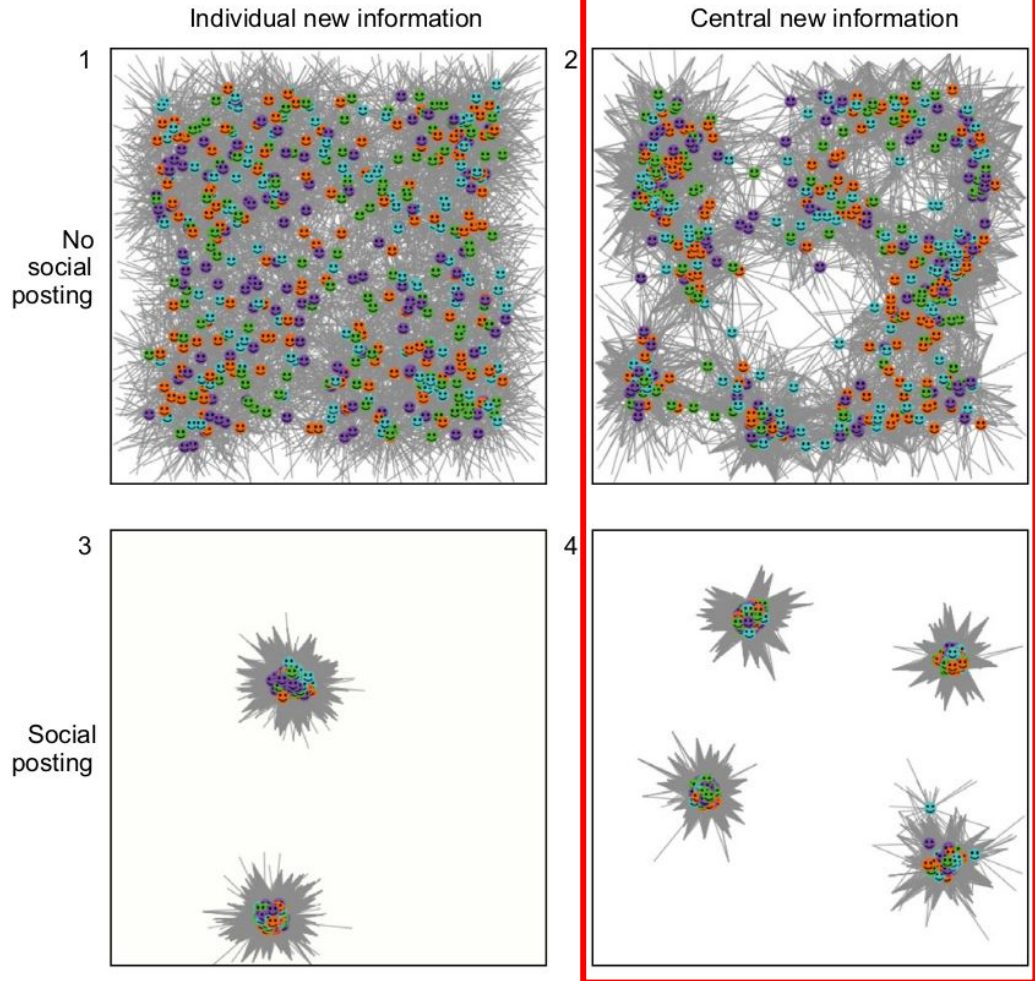 Individual new information
Central new information
1
2
No
social
posting
3
4
Social
posting